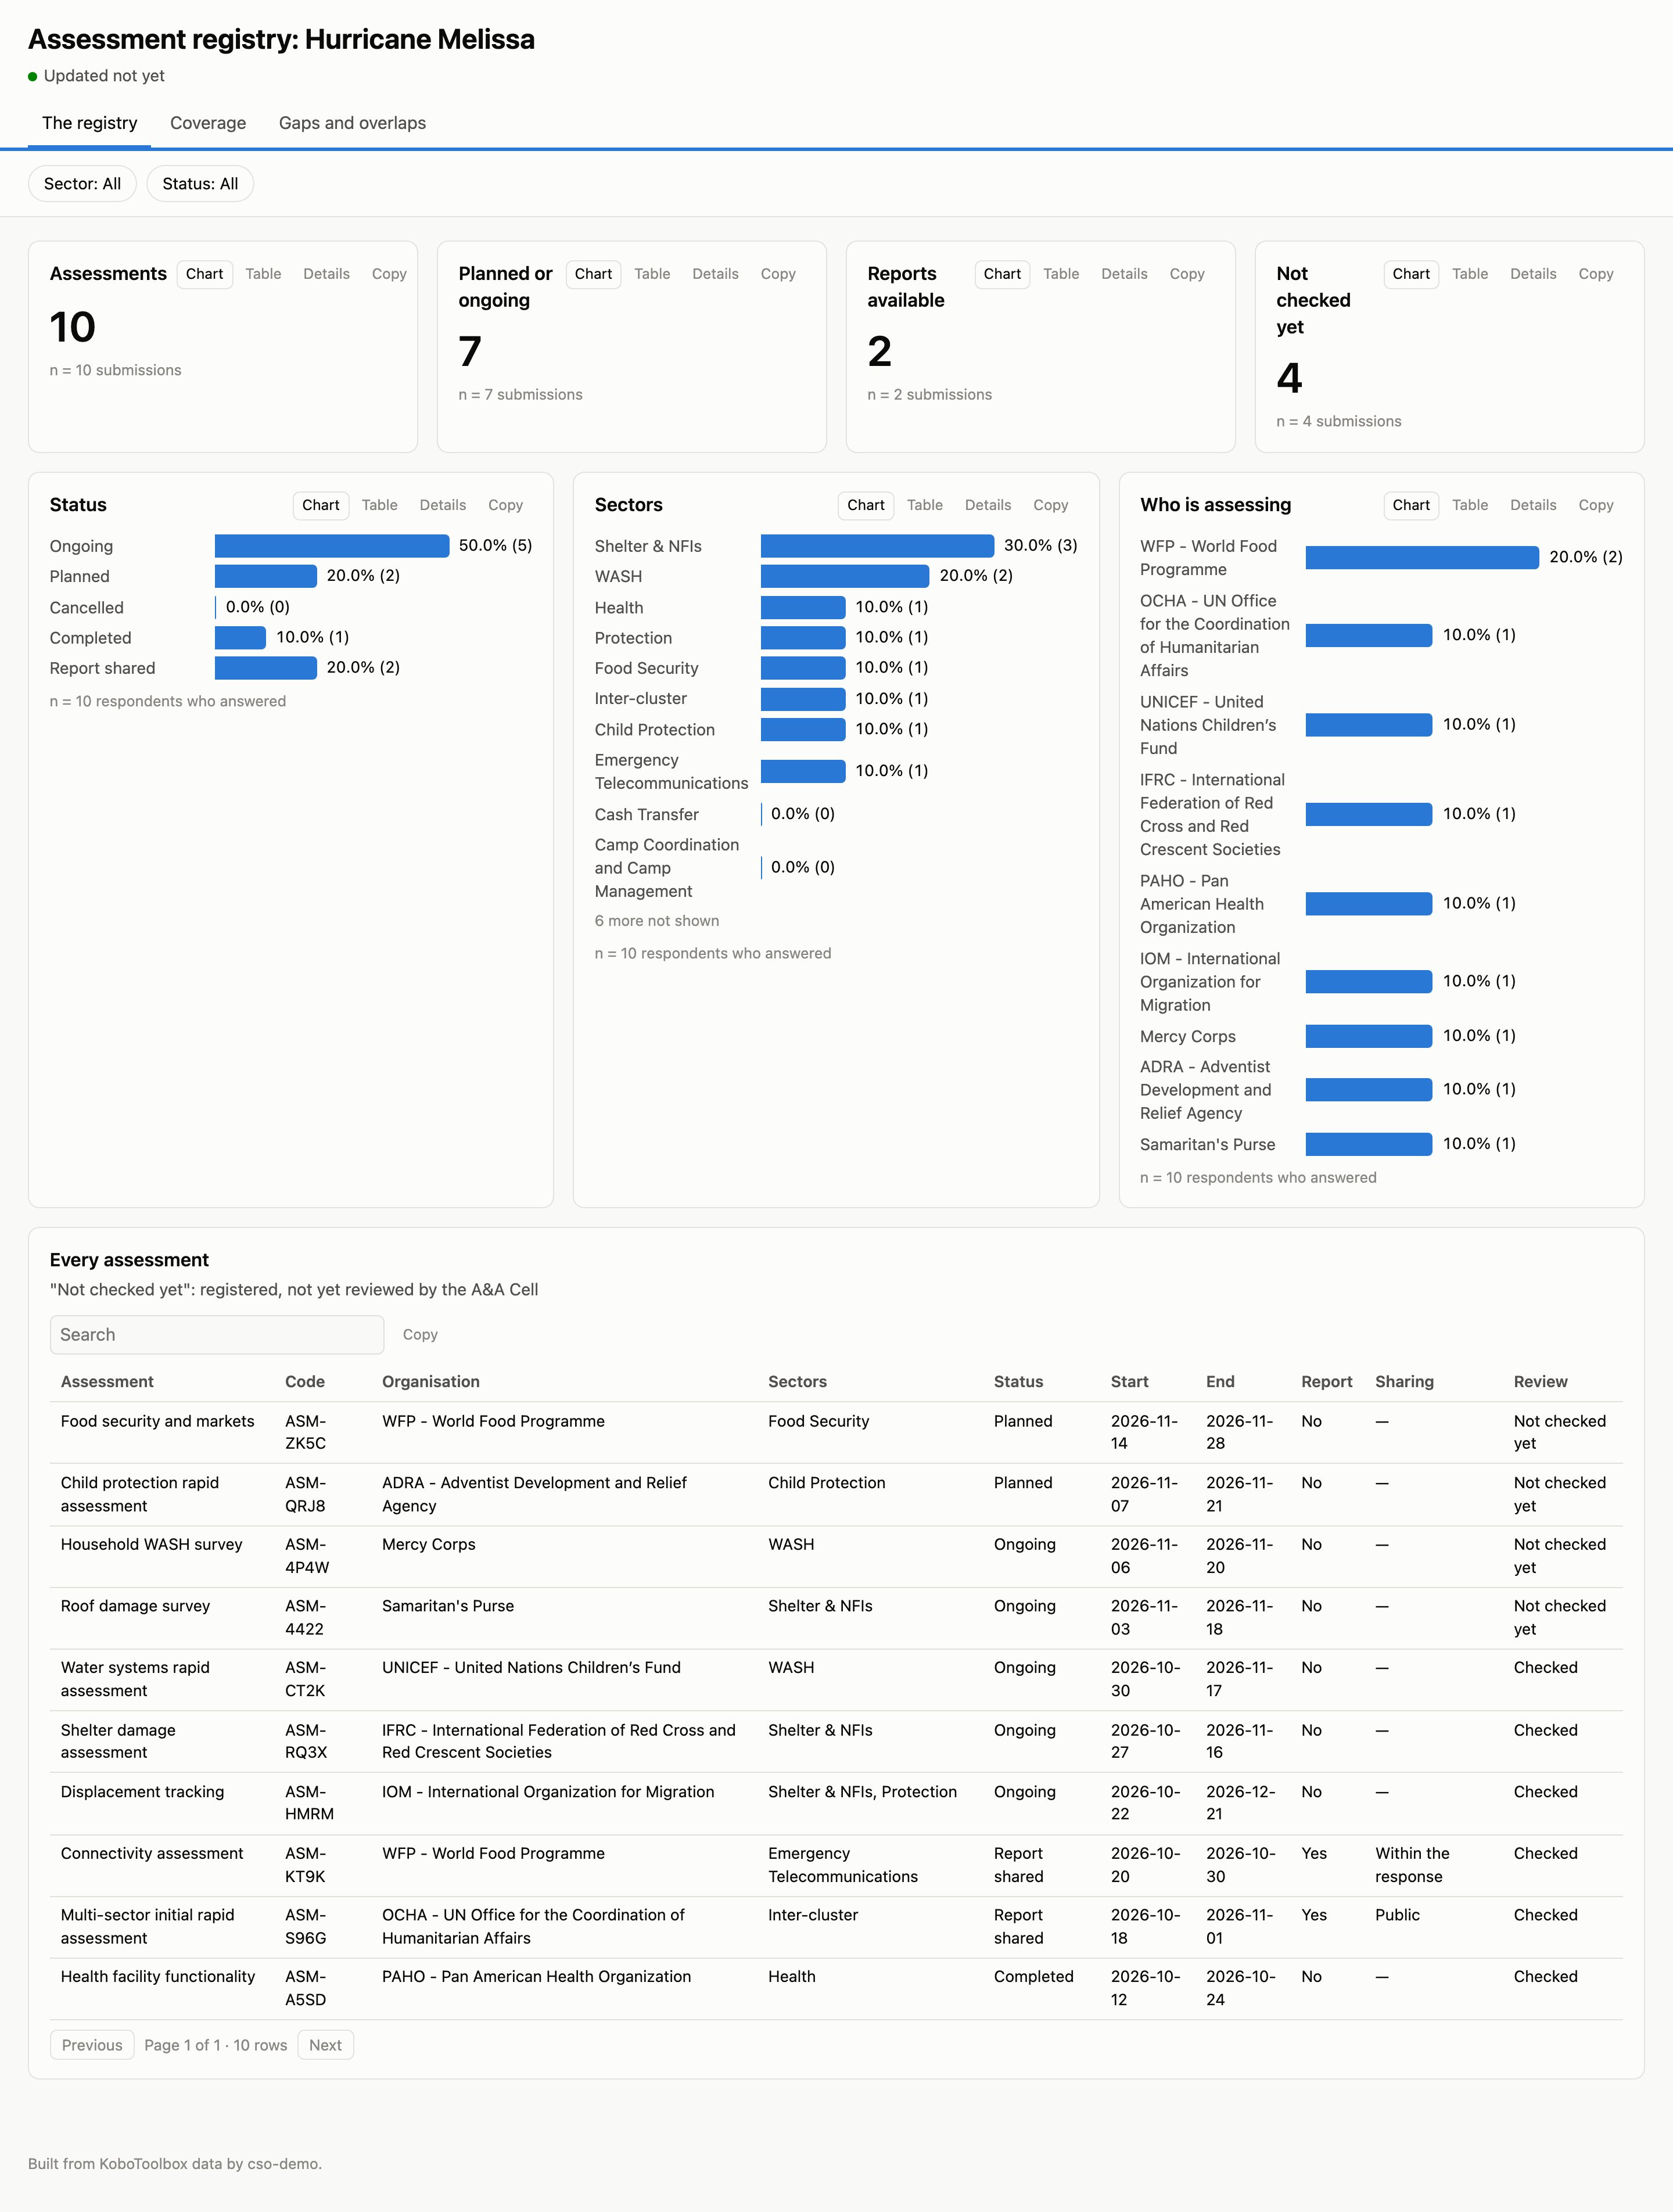 Assessment registry: Hurricane Melissa
Updated not yet
The registry Coverage Gaps and overlaps
Sector: All Status: All
Assessments Chart Table Details Copy
10
n = 10 submissions
Planned or ongoing Chart Table Details Copy
7
n = 7 submissions
Reports available Chart Table Details Copy
2
n = 2 submissions
Not checked yet Chart Table Details Copy
4
n = 4 submissions
Status Chart Table Details Copy
Ongoing 50.0% (5)
Planned 20.0% (2)
Cancelled 0.0% (0)
Completed 10.0% (1)
Report shared 20.0% (2)
n = 10 respondents who answered
Sectors Chart Table Details Copy
Shelter & NFIs 30.0% (3)
WASH 20.0% (2)
Health 10.0% (1)
Protection 10.0% (1)
Food Security 10.0% (1)
Inter-cluster 10.0% (1)
Child Protection 10.0% (1)
Emergency Telecommunications 10.0% (1)
Cash Transfer 0.0% (0)
Camp Coordination and Camp Management 0.0% (0)
6 more not shown
n = 10 respondents who answered
Who is assessing Chart Table Details Copy
WFP - World Food Programme 20.0% (2)
OCHA - UN Office for the Coordination of Humanitarian Affairs 10.0% (1)
UNICEF - United Nations Children’s Fund 10.0% (1)
IFRC - International Federation of Red Cross and Red Crescent Societies 10.0% (1)
PAHO - Pan American Health Organization 10.0% (1)
IOM - International Organization for Migration 10.0% (1)
Mercy Corps 10.0% (1)
ADRA - Adventist Development and Relief Agency 10.0% (1)
Samaritan's Purse 10.0% (1)
n = 10 respondents who answered
Every assessment
"Not checked yet": registered, not yet reviewed by the A&A Cell
Search Copy
Assessment Code Organisation Sectors Status Start End Report Sharing Review
Food security and markets ASM-ZK5C WFP - World Food Programme Food Security Planned 2026-11-14 2026-11-28 No — Not checked yet
Child protection rapid assessment ASM-QRJ8 ADRA - Adventist Development and Relief Agency Child Protection Planned 2026-11-07 2026-11-21 No — Not checked yet
Household WASH survey ASM-4P4W Mercy Corps WASH Ongoing 2026-11-06 2026-11-20 No — Not checked yet
Roof damage survey ASM-4422 Samaritan's Purse Shelter & NFIs Ongoing 2026-11-03 2026-11-18 No — Not checked yet
Water systems rapid assessment ASM-CT2K UNICEF - United Nations Children’s Fund WASH Ongoing 2026-10-30 2026-11-17 No — Checked
Shelter damage assessment ASM-RQ3X IFRC - International Federation of Red Cross and Red Crescent Societies Shelter & NFIs Ongoing 2026-10-27 2026-11-16 No — Checked
Displacement tracking ASM-HMRM IOM - International Organization for Migration Shelter & NFIs, Protection Ongoing 2026-10-22 2026-12-21 No — Checked
Connectivity assessment ASM-KT9K WFP - World Food Programme Emergency Telecommunications Report shared 2026-10-20 2026-10-30 Yes Within the response Checked
Multi-sector initial rapid assessment ASM-S96G OCHA - UN Office for the Coordination of Humanitarian Affairs Inter-cluster Report shared 2026-10-18 2026-11-01 Yes Public Checked
Health facility functionality ASM-A5SD PAHO - Pan American Health Organization Health Completed 2026-10-12 2026-10-24 No — Checked
Previous Page 1 of 1 · 10 rows Next
Built from KoboToolbox data by cso-demo.